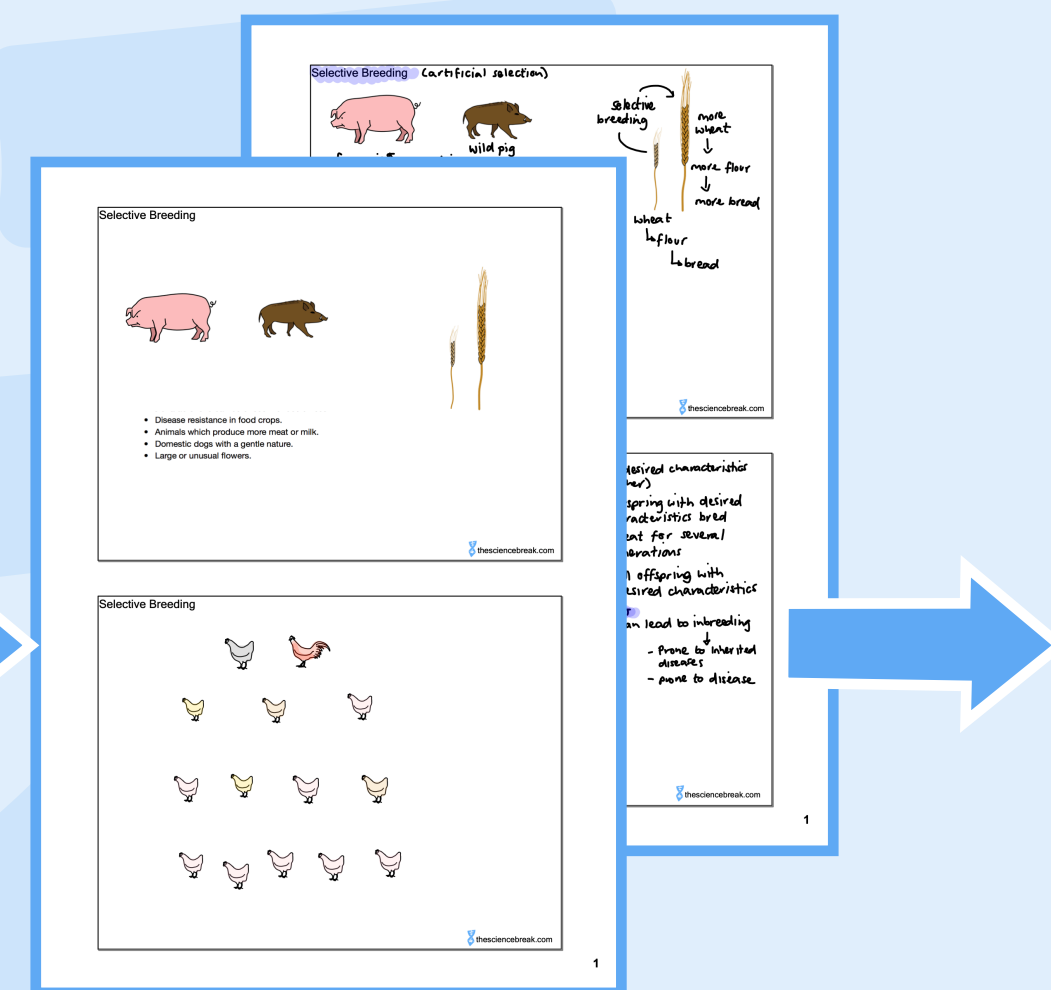 Selective Breeding (artificial selection)
wild pig
selective
breeding
more
wheat
more flour
more bread
wheat
flour
bread
thesciencebreak.com
desired characteristics
spring with desired
racteristics bred
eat for several
erations
offspring with
sired characteristics
an lead to inbreeding
- Prone to inherited
diseases
- prone to disease
thesciencebreak.com
1
Selective Breeding
• Disease resistance in food crops.
• Animals which produce more meat or milk.
• Domestic dogs with a gentle nature.
• Large or unusual flowers.
thesciencebreak.com
Selective Breeding
thesciencebreak.com
1